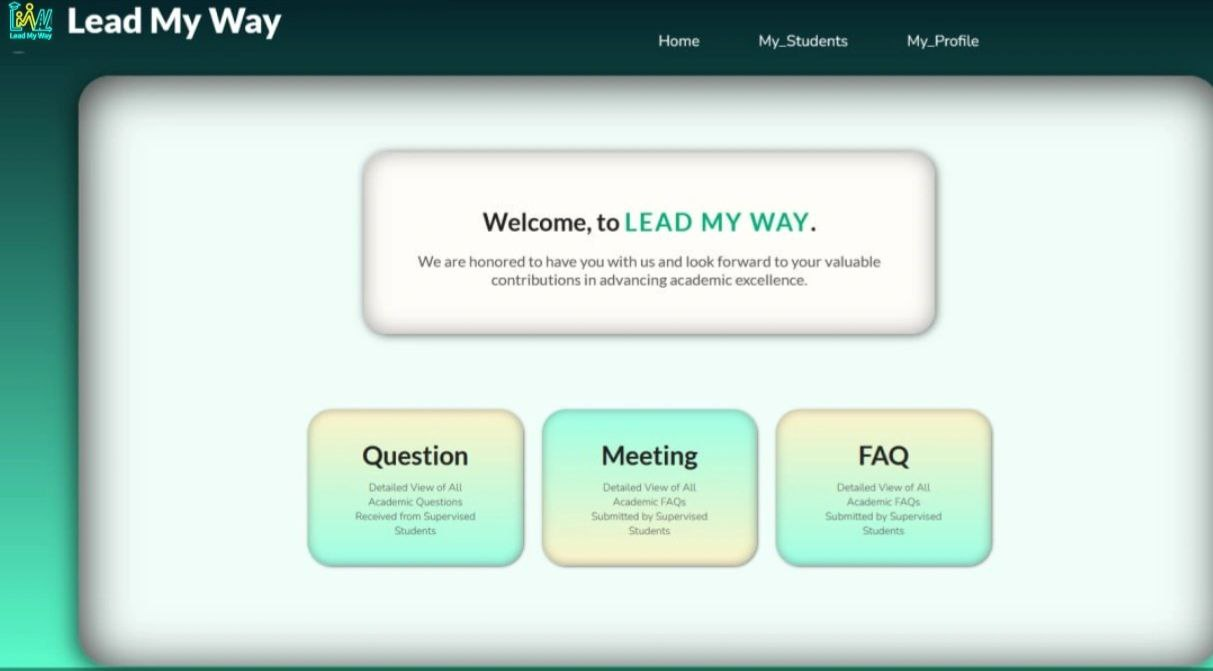 Lead My Way
Lead My Way
Home My_Students My_Profile
Welcome, to LEAD MY WAY.
We are honored to have you with us and look forward to your valuable
contributions in advancing academic excellence.
Question
Detailed View of All
Academic Questions
Received from Supervised
Students
Meeting
Detailed View of All
Academic FAQs
Submitted by Supervised
Students
FAQ
Detailed View of All
Academic FAQs
Submitted by Supervised
Students